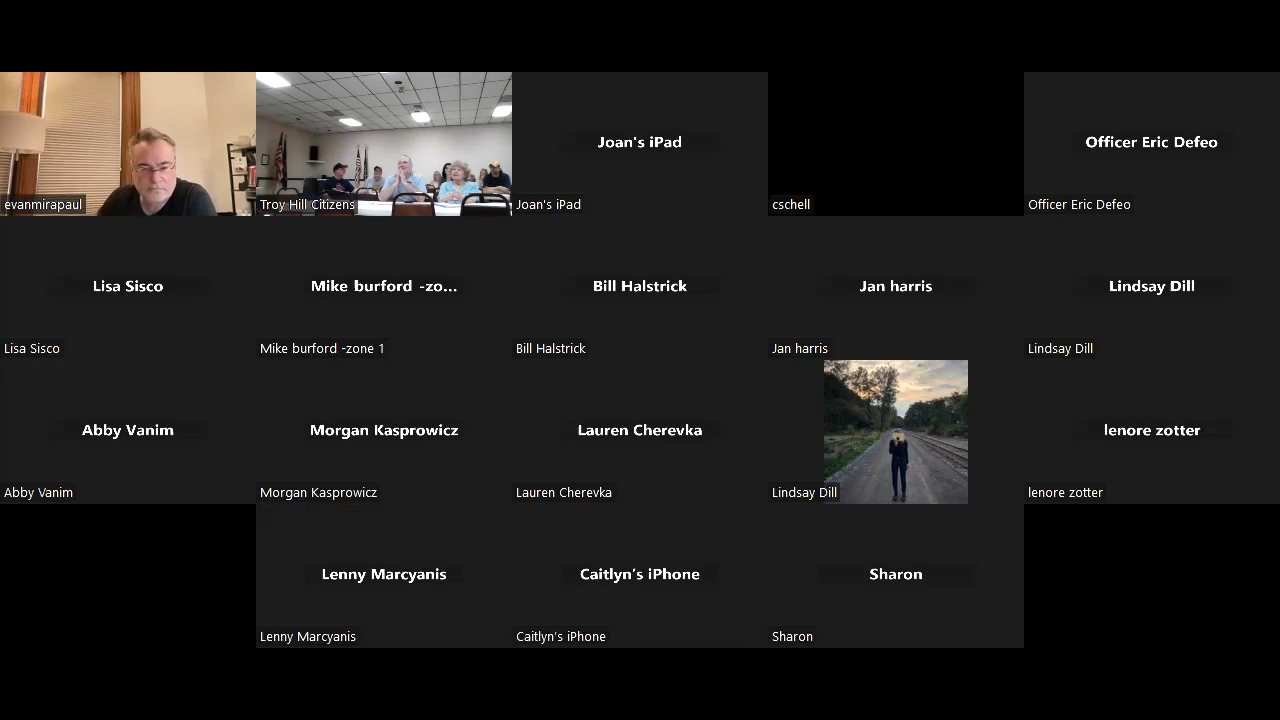 evanmirapaul
Troy Hill Citizens
Joan's iPad
Joan's iPad
cschell
Officer Eric Defeo
Officer Eric Defeo
Lisa Sisco
Lisa Sisco
Mike burford -zo...
Mike burford -zone 1
Bill Halstrick
Bill Halstrick
Jan harris
Jan harris
Lindsay Dill
Lindsay Dill
Abby Vanim
Abby Vanim
Morgan Kasprowicz
Morgan Kasprowicz
Lauren Cherevka
Lauren Cherevka
Lindsay Dill
lenore zotter
lenore zotter
Lenny Marcyanis
Lenny Marcyanis
Caitlyn's iPhone
Caitlyn's iPhone
Sharon
Sharon